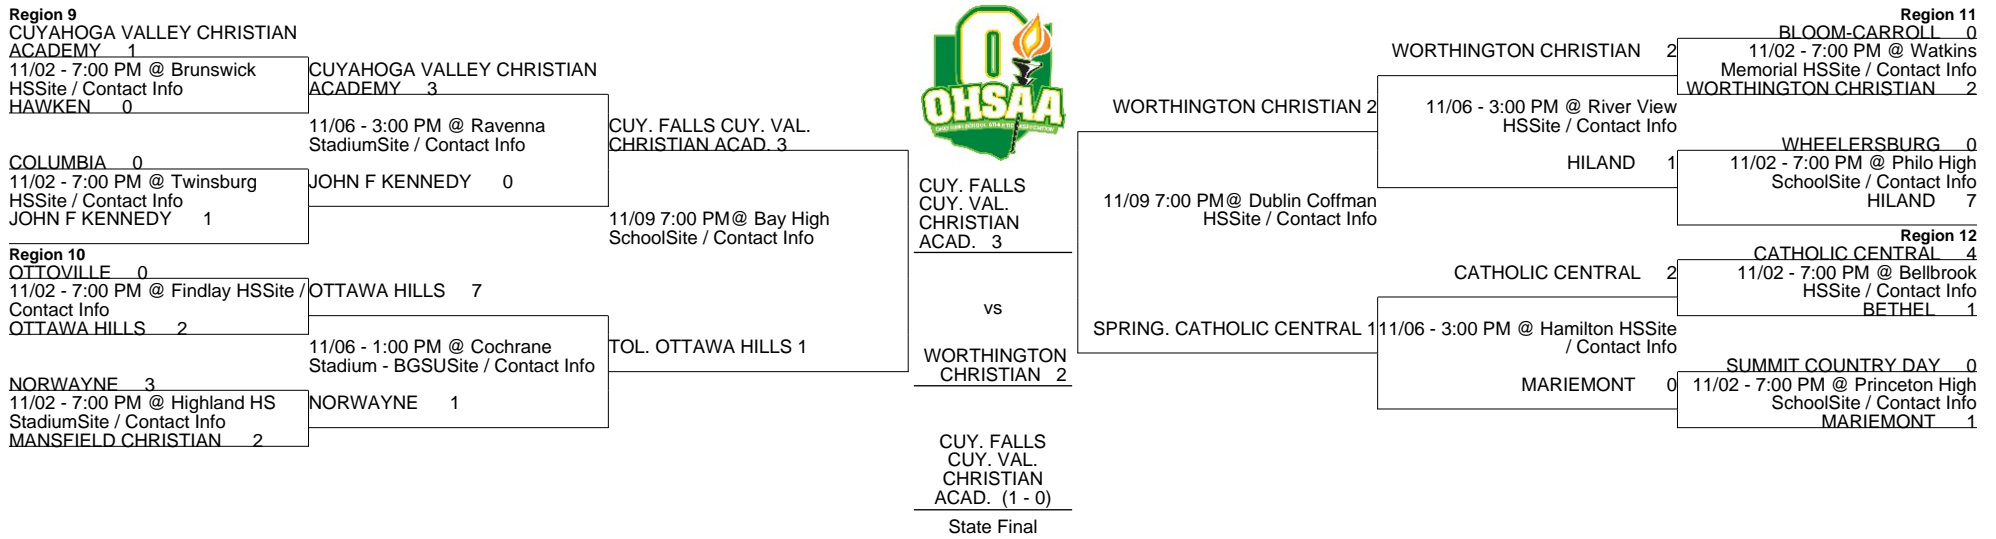 Region 9
CUYAHOGA VALLEY CHRISTIAN
ACADEMY 1
11/02 - 7:00 PM @ Brunswick
HSSite / Contact Info
HAWKEN 0
COLUMBIA 0
11/02 - 7:00 PM @ Twinsburg
HSSite / Contact Info
JOHN F KENNEDY 1
Region 10
OTTOVILLE 0
11/02 - 7:00 PM @ Findlay HSSite /
Contact Info
OTTAWA HILLS 2
NORWAYNE 3
11/02 - 7:00 PM @ Highland HS
StadiumSite / Contact Info
MANSFIELD CHRISTIAN 2
CUYAHOGA VALLEY CHRISTIAN
ACADEMY 3
11/06 - 3:00 PM @ Ravenna
StadiumSite / Contact Info
JOHN F KENNEDY 0
OTTAWA HILLS 7
11/06 - 1:00 PM @ Cochrane
Stadium - BGSUSite / Contact Info
NORWAYNE 1
CUY. FALLS CUY. VAL.
CHRISTIAN ACAD. 3
11/09 7:00 PM@ Bay High
SchoolSite / Contact Info
TOL. OTTAWA HILLS 1
OHSAA
CUY. FALLS
CUY. VAL.
CHRISTIAN
ACAD. 3
vs
WORTHINGTON
CHRISTIAN 2
CUY. FALLS
CUY. VAL.
CHRISTIAN
ACAD. (1 - 0)
State Final
WORTHINGTON CHRISTIAN 2
11/09 7:00 PM@ Dublin Coffman
HSSite / Contact Info
SPRING. CATHOLIC CENTRAL 1
WORTHINGTON CHRISTIAN 2
11/06 - 3:00 PM @ River View
HSSite / Contact Info
HILAND 1
CATHOLIC CENTRAL 2
11/06 - 3:00 PM @ Hamilton HSSite
/ Contact Info
MARIEMONT 0
Region 11
BLOOM-CARROLL 0
11/02 - 7:00 PM @ Watkins
Memorial HSSite / Contact Info
WORTHINGTON CHRISTIAN 2
WHEELERSBURG 0
11/02 - 7:00 PM @ Philo High
SchoolSite / Contact Info
HILAND 7
Region 12
CATHOLIC CENTRAL 4
11/02 - 7:00 PM @ Bellbrook
HSSite / Contact Info
BETHEL 1
SUMMIT COUNTRY DAY 0
11/02 - 7:00 PM @ Princeton High
SchoolSite / Contact Info
MARIEMONT 1